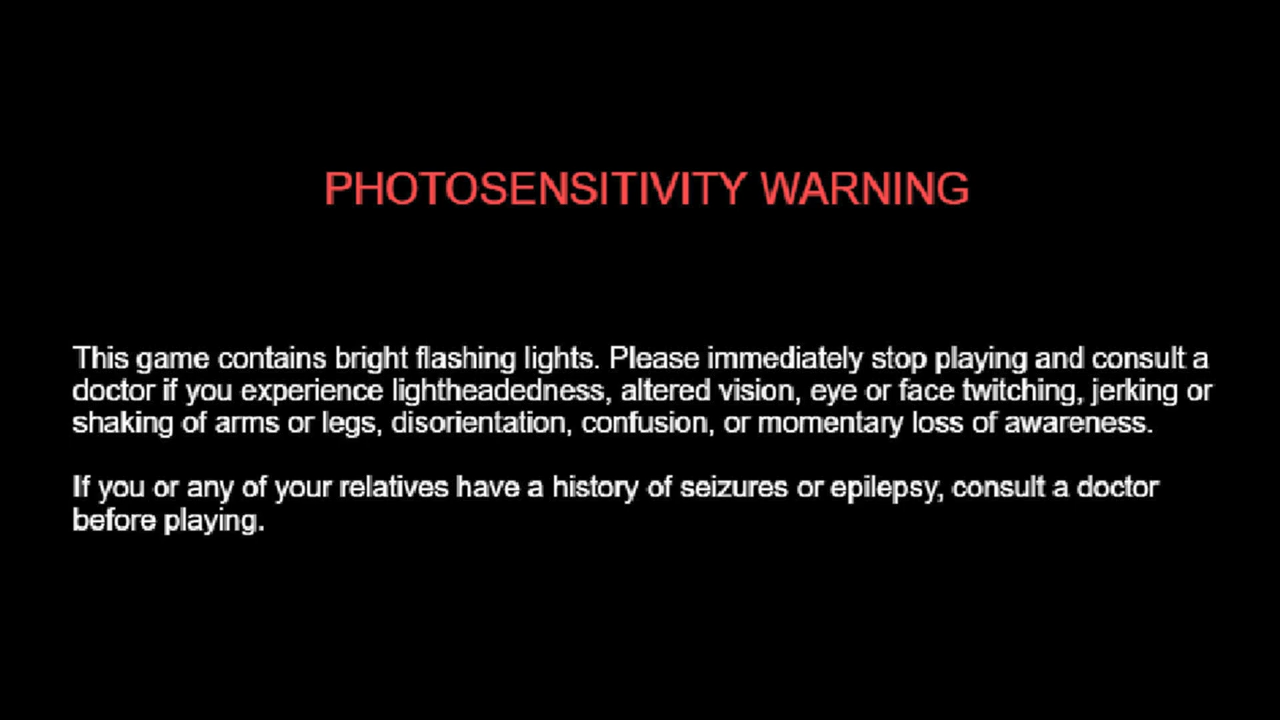 PHOTOSENSITIVITY WARNING
This game contains bright flashing lights. Please immediately stop playing and consult a
doctor if you experience lightheadedness, altered vision, eye or face twitching, jerking or
shaking of arms or legs, disorientation, confusion, or momentary loss of awareness.
If you or any of your relatives have a history of seizures or epilepsy, consult a doctor
before playing.